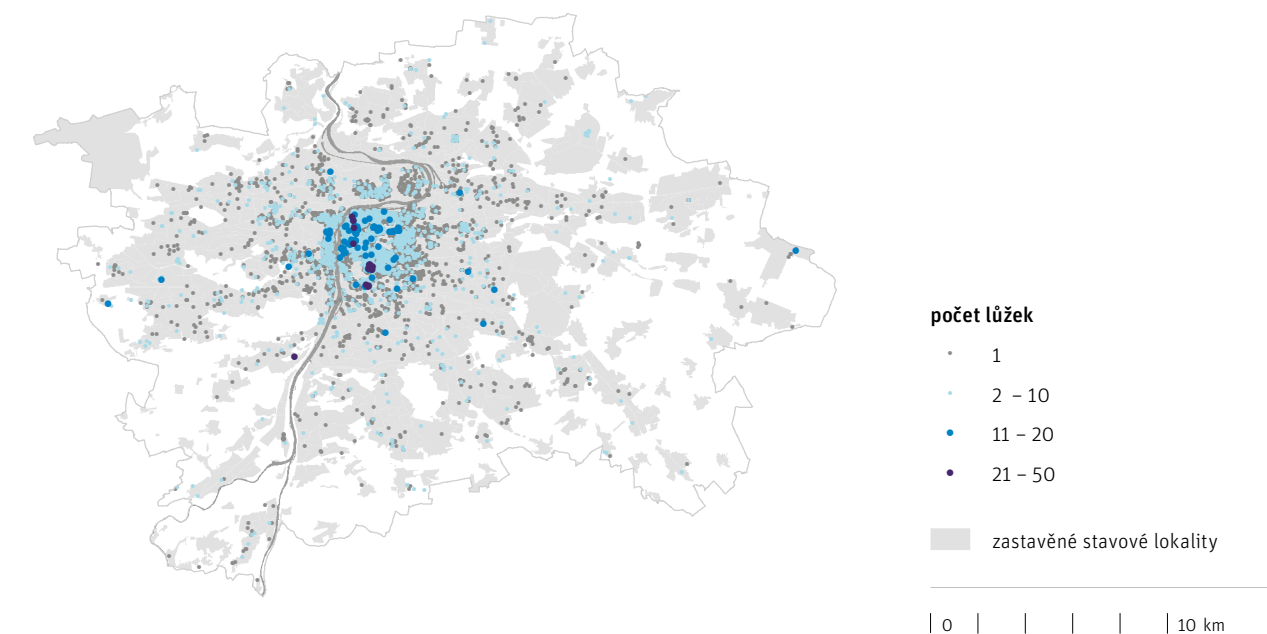 počet lůžek
1
2 – 10
11 – 20
21 – 50
zastavěné stavové lokality
0 10 km